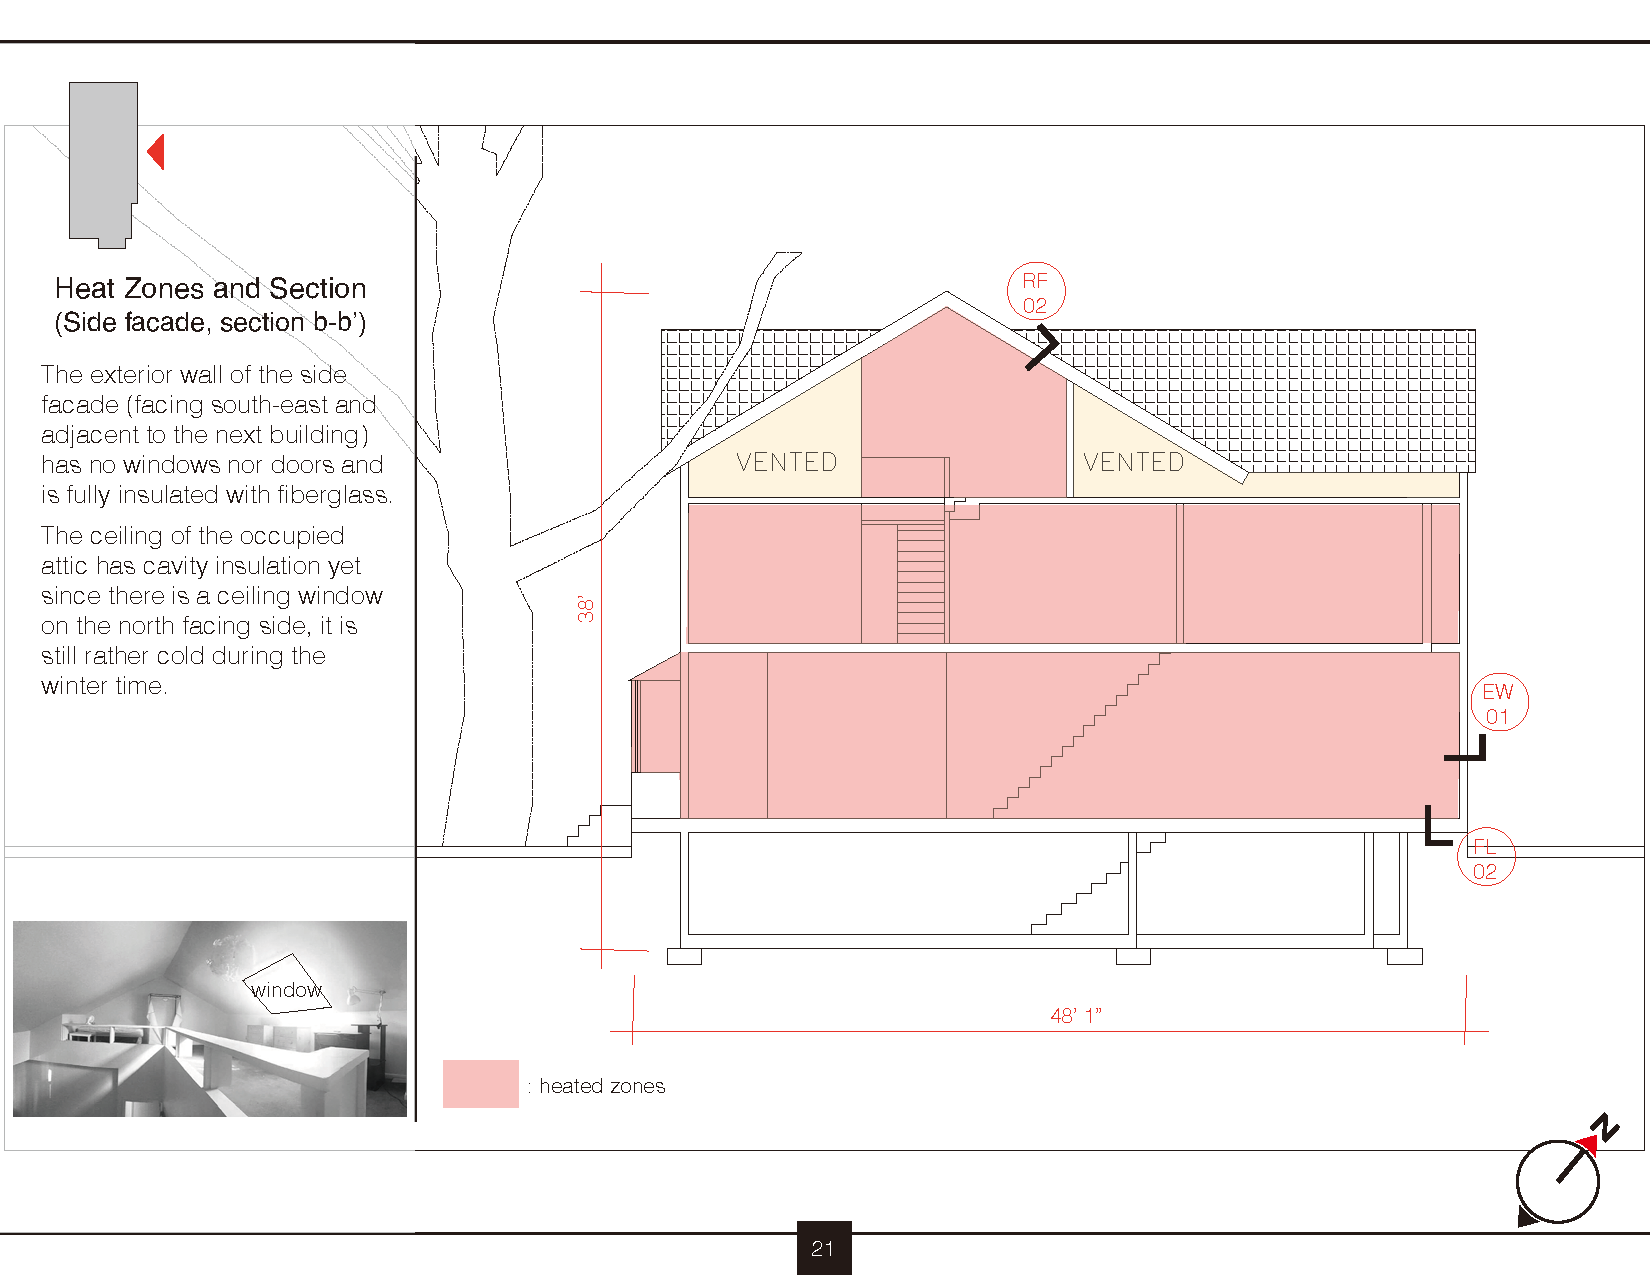 Heat Zones and Section
(Side facade, section b-b’)
The exterior wall of the side
facade (facing south-east and
adjacent to the next building)
has no windows nor doors and
is fully insulated with fiberglass.
The ceiling of the occupied
attic has cavity insulation yet
since there is a ceiling window
on the north facing side, it is
still rather cold during the
winter time.
window
RF
02
VENTED
VENTED
38’
EW
01
FL
02
48’ 1”
: heated zones
N
21